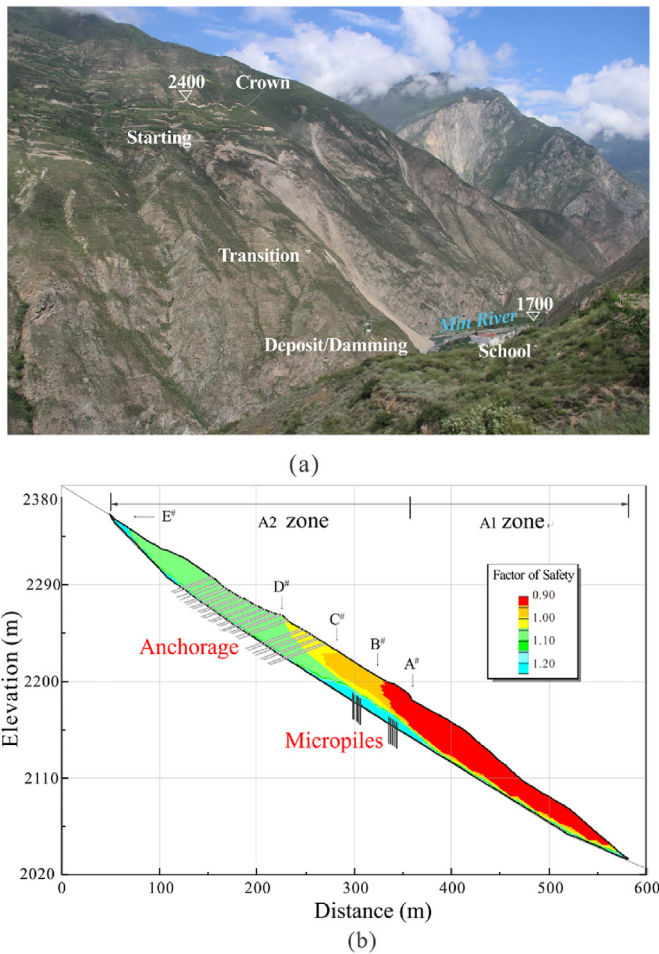 2400
Crown
Starting
Transition
Min River
1700
Deposit/Damming
School
(a)
2380
2290
2200
2110
2020
Elevation (m)
E#
A2 zone
A1 zone
D#
C#
B#
A#
Anchorage
Micropiles
Factor of Safety
0.90
1.00
1.10
1.20
0
100
200
300
400
500
600
Distance (m)
(b)